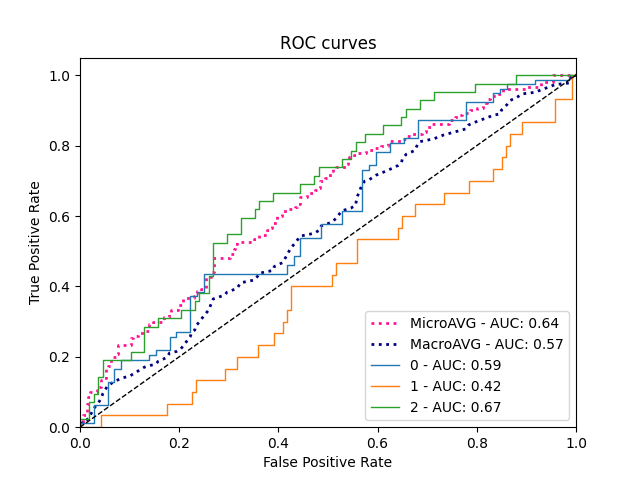 ROC curves
1.0
0.8
0.6
0.4
0.2
0.0
True Positive Rate
MicroAVG - AUC: 0.64
MacroAVG - AUC: 0.57
0 - AUC: 0.59
1 - AUC: 0.42
2 - AUC: 0.67
0.0 0.2 0.4 0.6 0.8 1.0
False Positive Rate